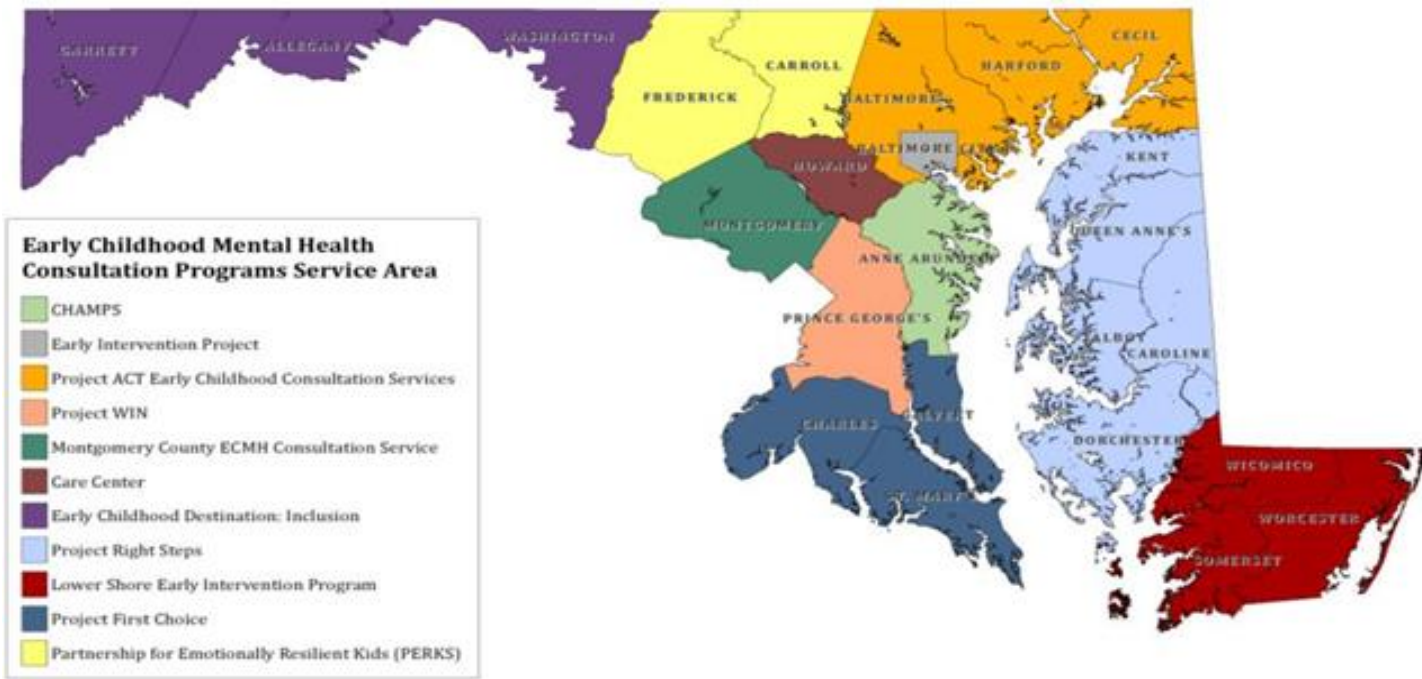 GARRETT
ALLEGANY
WASHINGTON
CARROLL
FREDERICK
BALTIMORE
HARFORD
CECIL
BALTIMORE CITY
HOWARD
KENT
MONTGOMERY
QUEEN ANNE'S
ANNE ARUNDEL
PRINCE GEORGE'S
TALBOT
CAROLINE
CHARLES
CALVERT
DORCHESTER
ST. MARY'S
WICOMICO
WORCESTER
SOMERSET
Early Childhood Mental Health
Consultation Programs Service Area
CHAMPS
Early Intervention Project
Project ACT Early Childhood Consultation Services
Project WIN
Montgomery County ECMH Consultation Service
Care Center
Early Childhood Destination: Inclusion
Project Right Steps
Lower Shore Early Intervention Program
Project First Choice
Partnership for Emotionally Resilient Kids (PERKS)